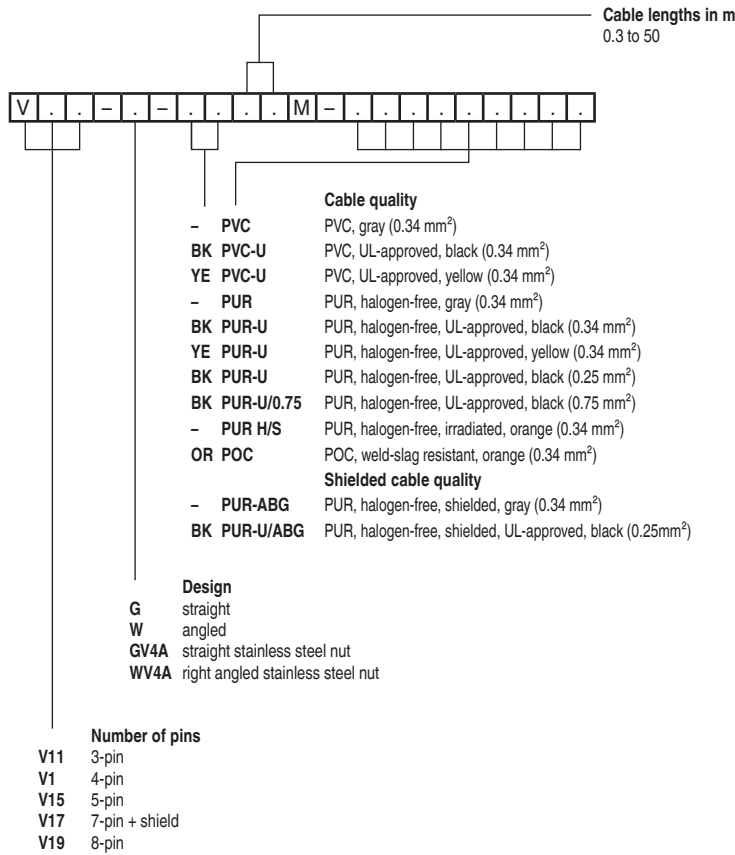 Cable lengths in m
0.3 to 50
V . . – . – . . . . M – . . . . . . . . .
Cable quality
– PVC PVC, gray (0.34 mm²)
BK PVC-U PVC, UL-approved, black (0.34 mm²)
YE PVC-U PVC, UL-approved, yellow (0.34 mm²)
– PUR PUR, halogen-free, gray (0.34 mm²)
BK PUR-U PUR, halogen-free, UL-approved, black (0.34 mm²)
YE PUR-U PUR, halogen-free, UL-approved, yellow (0.34 mm²)
BK PUR-U PUR, halogen-free, UL-approved, black (0.25 mm²)
BK PUR-U/0.75 PUR, halogen-free, UL-approved, black (0.75 mm²)
– PUR H/S PUR, halogen-free, irradiated, orange (0.34 mm²)
OR POC POC, weld-slag resistant, orange (0.34 mm²)
Shielded cable quality
– PUR-ABG PUR, halogen-free, shielded, gray (0.34 mm²)
BK PUR-U/ABG PUR, halogen-free, shielded, UL-approved, black (0.25mm²)
Design
G straight
W angled
GV4A straight stainless steel nut
WV4A right angled stainless steel nut
Number of pins
V11 3-pin
V1 4-pin
V15 5-pin
V17 7-pin + shield
V19 8-pin